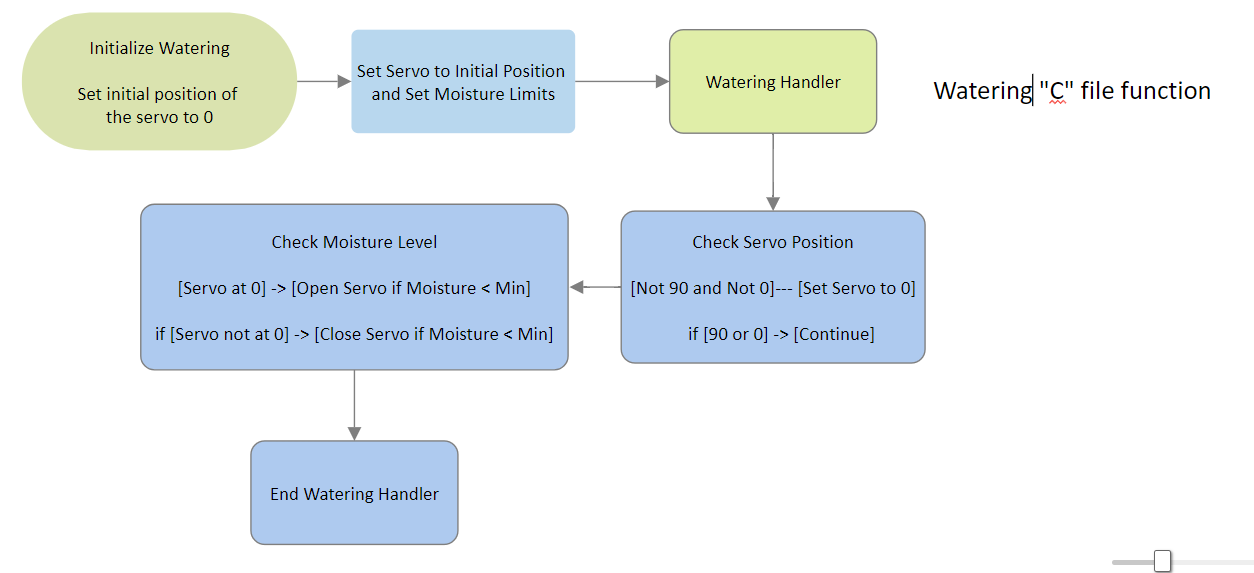 Initialize Watering
Set initial position of
the servo to 0
Set Servo to Initial Position
and Set Moisture Limits
Watering Handler
Watering "C" file function
Check Servo Position
[Not 90 and Not 0]--- [Set Servo to 0]
if [90 or 0] -> [Continue]
Check Moisture Level
[Servo at 0] -> [Open Servo if Moisture < Min]
if [Servo not at 0] -> [Close Servo if Moisture < Min]
End Watering Handler